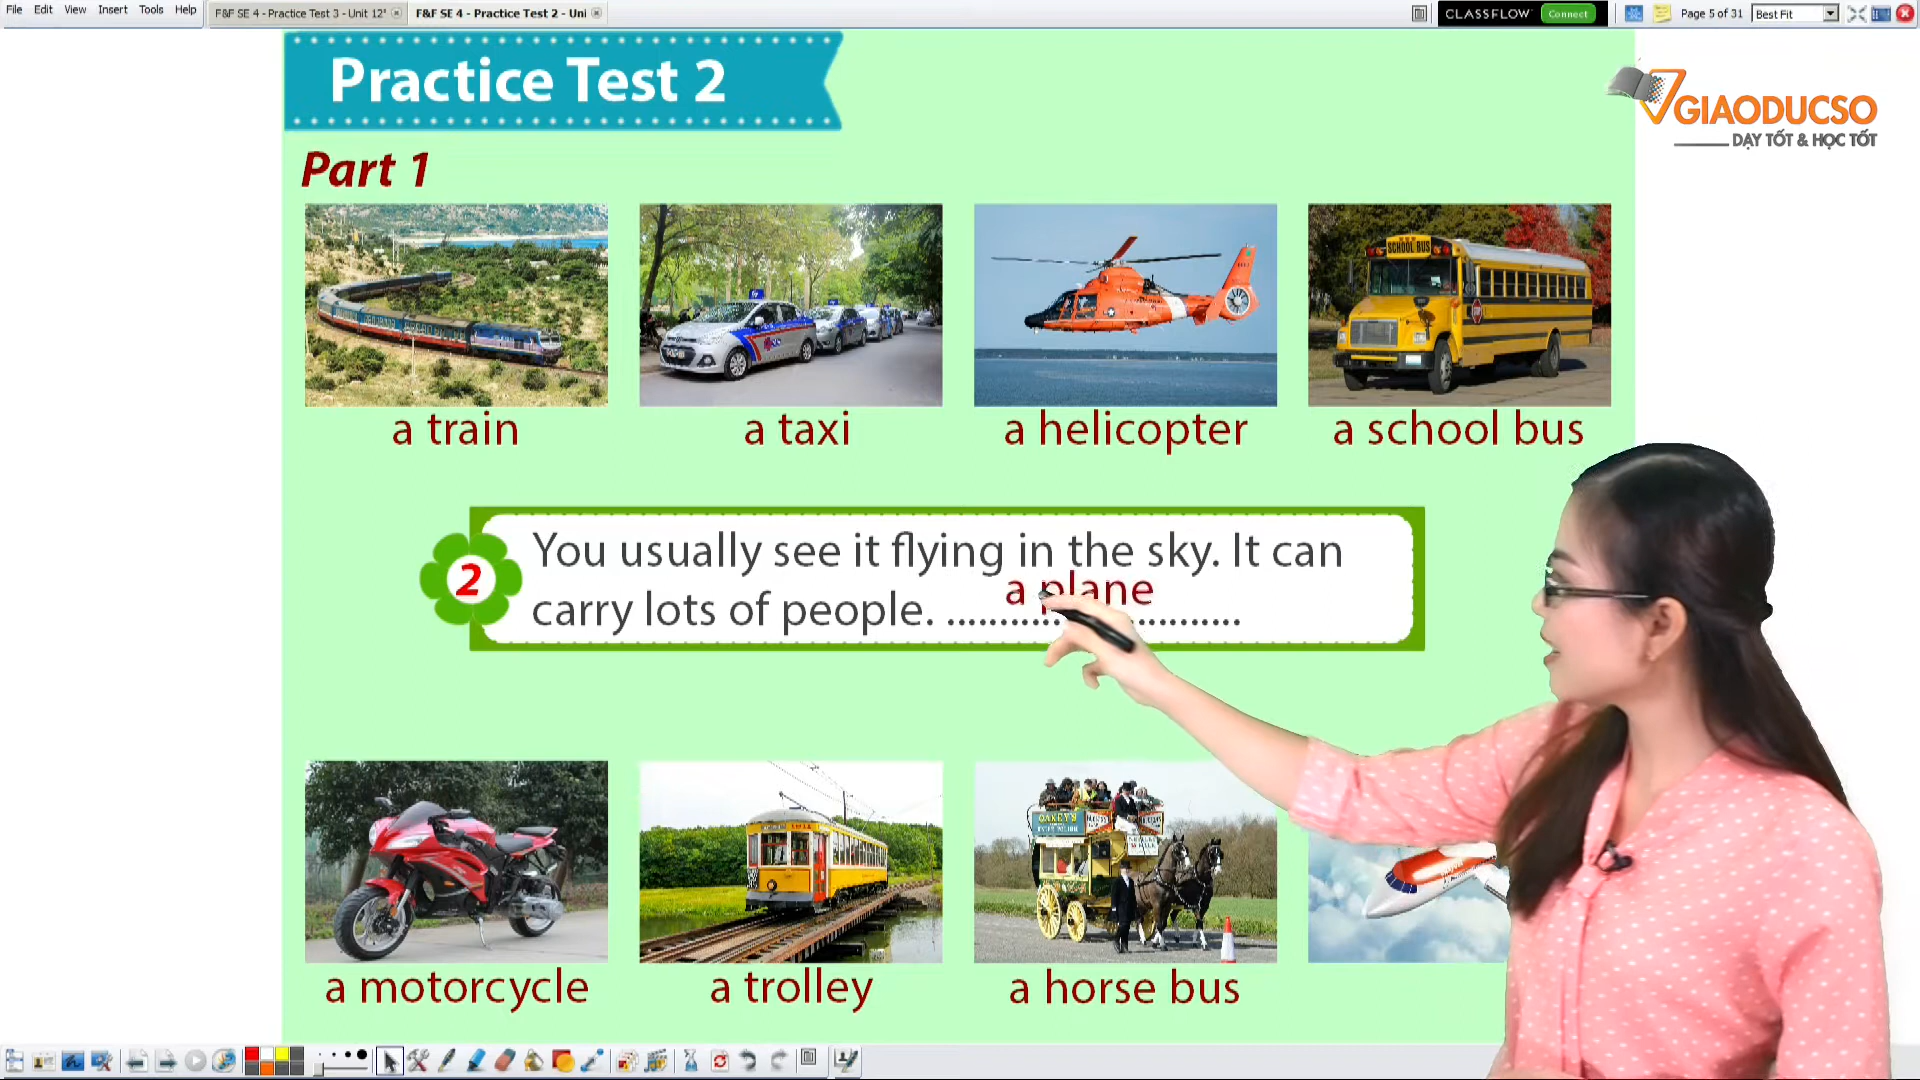 File Edit View Insert Tools Help
F&F SE 4 - Practice Test 3 - Unit 12*
F&F SE 4 - Practice Test 2 - Uni
CLASSFLOW Connect
Page 5 of 31
Best Fit
Practice Test 2
GIAODUCSO
DẠY TỐT & HỌC TỐT
Part 1
SCHOOL BUS
a train
a taxi
a helicopter
a school bus
2
You usually see it flying in the sky. It can
a plane
carry lots of people. ............................
OAKEY'S
a motorcycle
a trolley
a horse bus